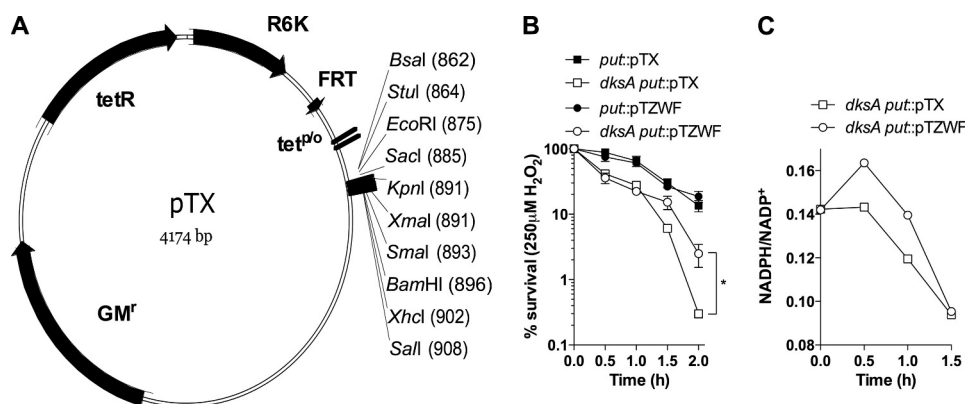 A
R6K
FRT
tet^p/o
tetR
pTX
4174 bp
GM^r
BsaI (862)
StuI (864)
EcoRI (875)
SacI (885)
KpnI (891)
XmaI (891)
SmaI (893)
BamHI (896)
XhcI (902)
SalI (908)
B
put::pTX
dksA put::pTX
put::pTZWF
dksA put::pTZWF
% survival (250µM H₂O₂)
100
10
1
0.1
*
0.0 0.5 1.0 1.5 2.0
Time (h)
C
dksA put::pTX
dksA put::pTZWF
NADPH/NADP⁺
0.16
0.14
0.12
0.10
0.08
0.0 0.5 1.0 1.5
Time (h)